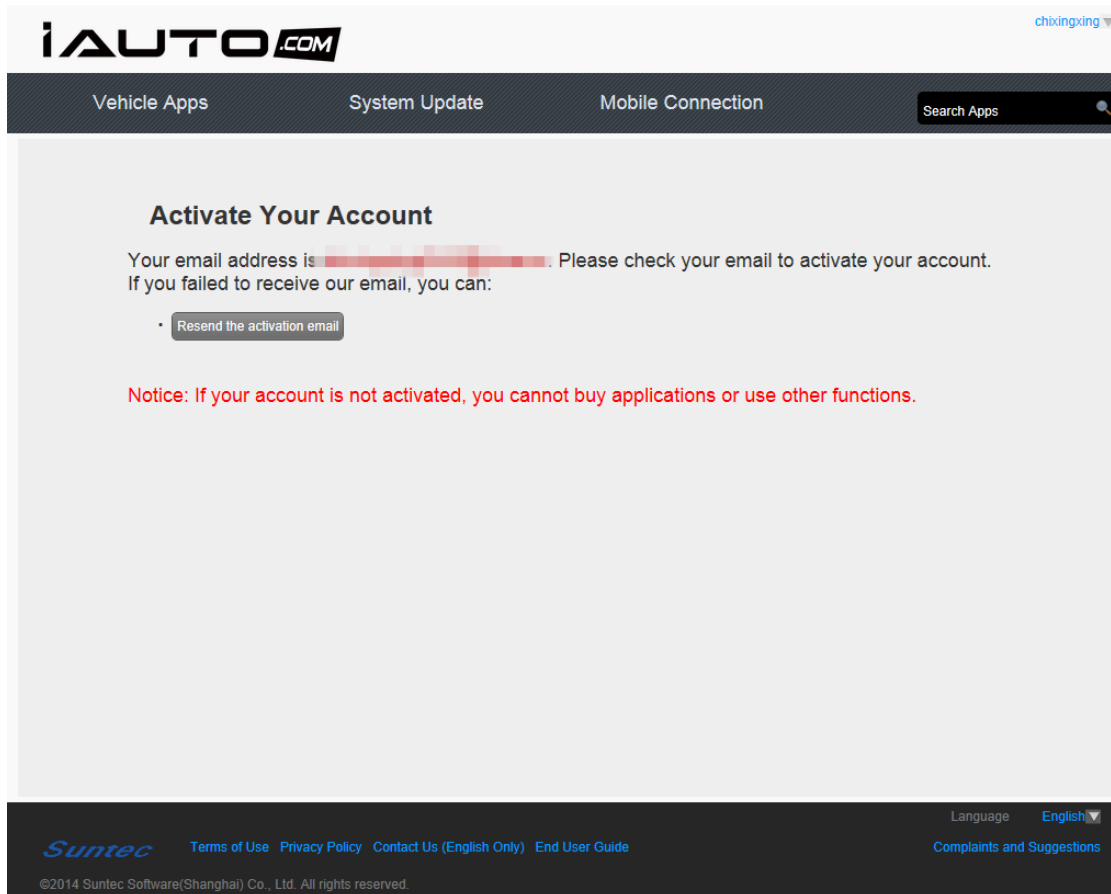 chixingxing
iAUTO.COM
Vehicle Apps System Update Mobile Connection Search Apps
Activate Your Account
Your email address is . Please check your email to activate your account.
If you failed to receive our email, you can:
· Resend the activation email
Notice: If your account is not activated, you cannot buy applications or use other functions.
Language English
Suntec Terms of Use Privacy Policy Contact Us (English Only) End User Guide Complaints and Suggestions
©2014 Suntec Software(Shanghai) Co., Ltd. All rights reserved.